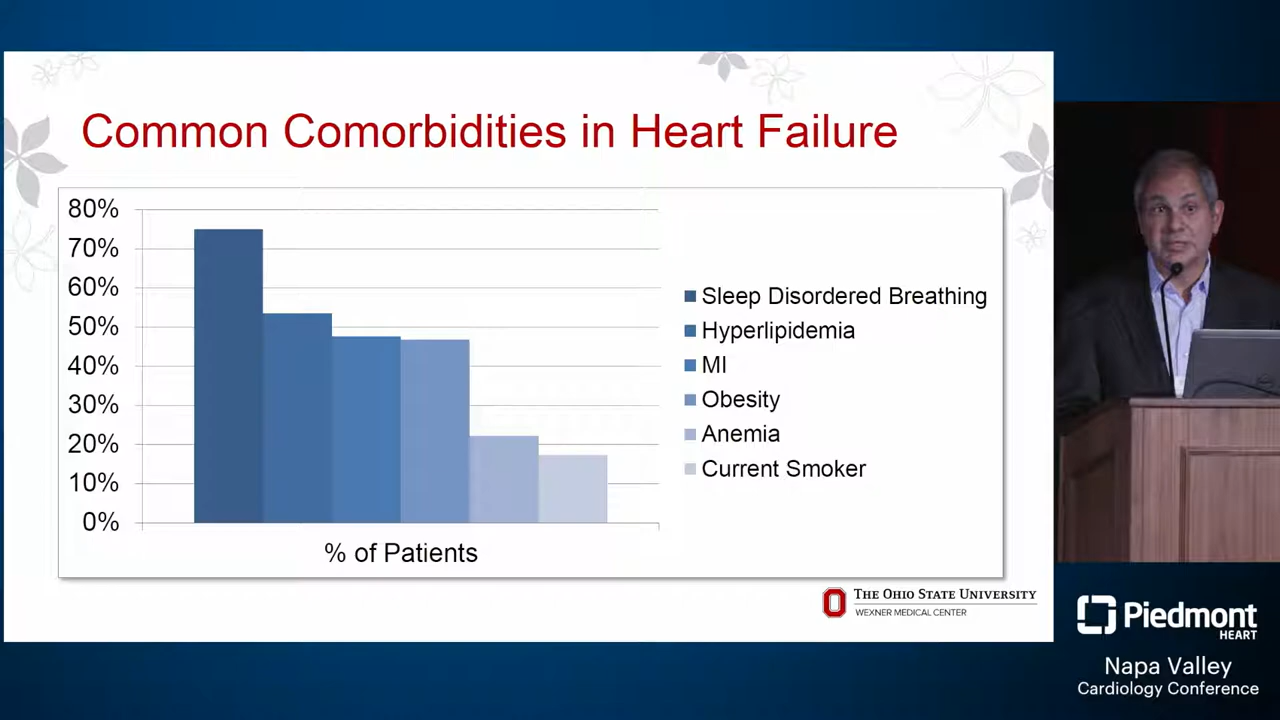 Common Comorbidities in Heart Failure
80%
70%
60%
50%
40%
30%
20%
10%
0%
% of Patients
Sleep Disordered Breathing
Hyperlipidemia
MI
Obesity
Anemia
Current Smoker
THE OHIO STATE UNIVERSITY
WEXNER MEDICAL CENTER
Piedmont
HEART
Napa Valley
Cardiology Conference